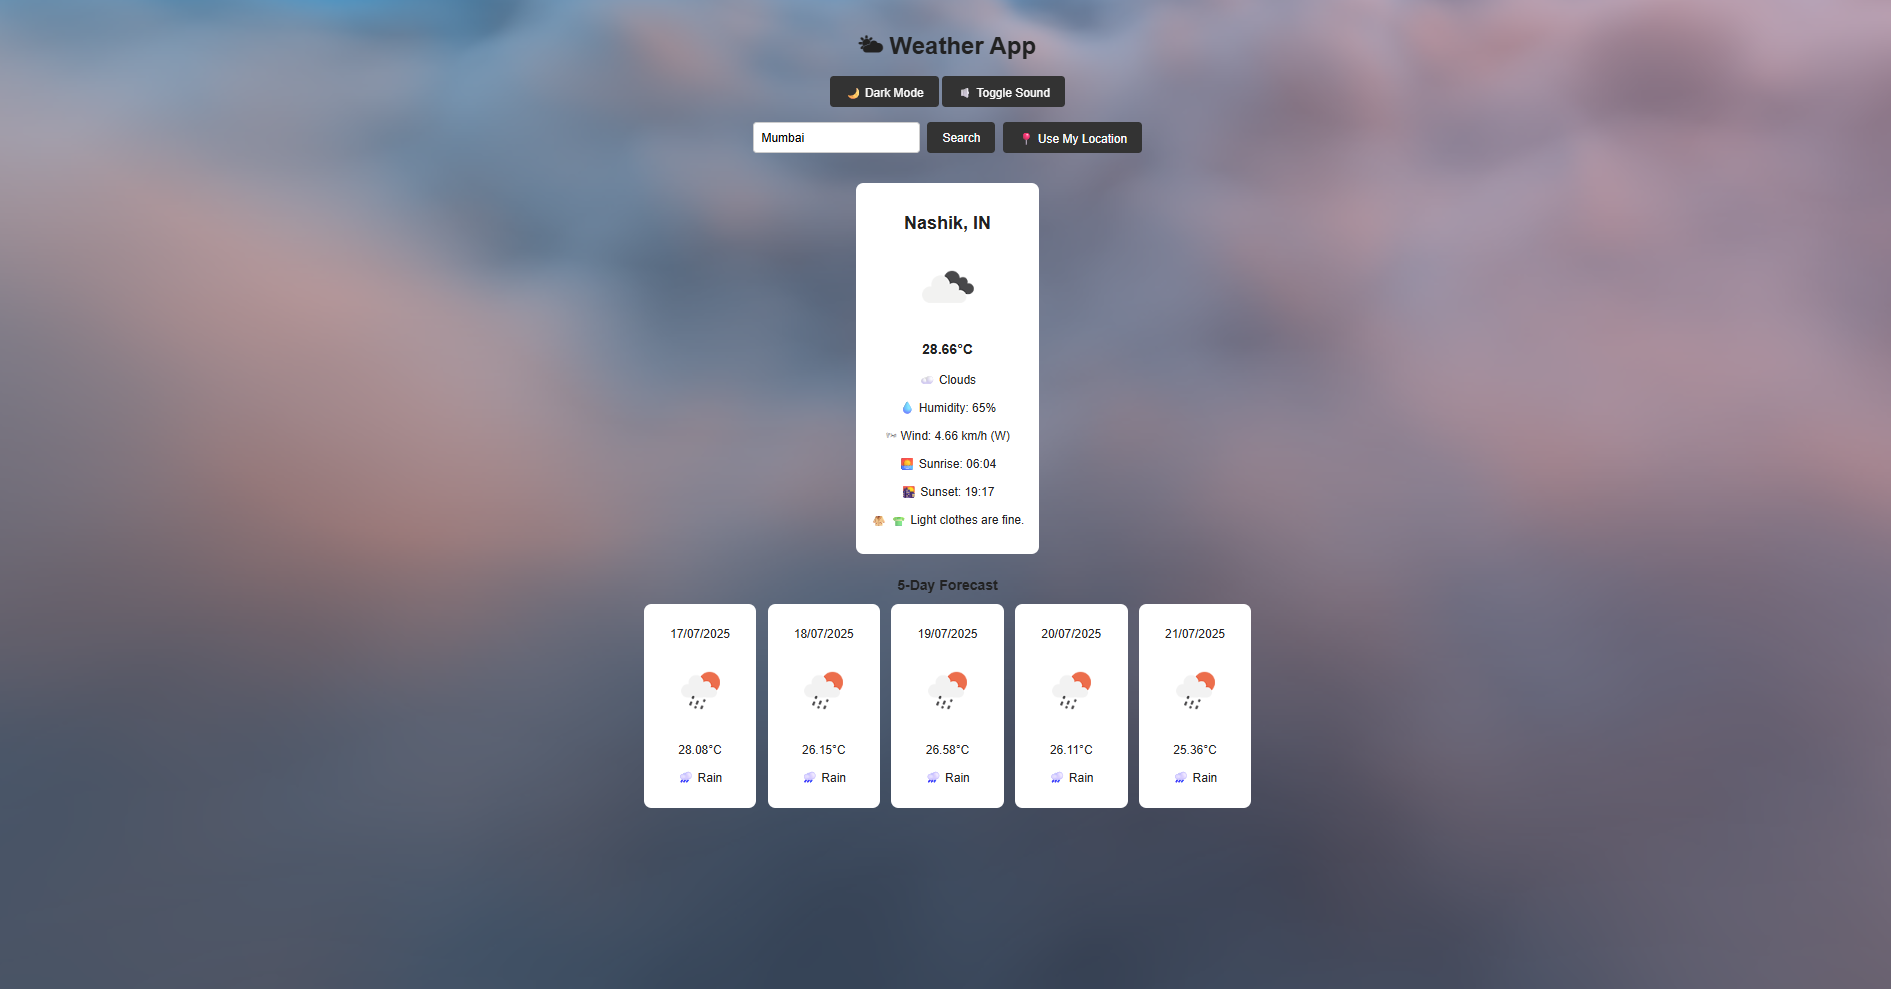 Weather App
Dark Mode Toggle Sound
Mumbai Search Use My Location
Nashik, IN
28.66°C
Clouds
Humidity: 65%
Wind: 4.66 km/h (W)
Sunrise: 06:04
Sunset: 19:17
Light clothes are fine.
5-Day Forecast
17/07/2025 18/07/2025 19/07/2025 20/07/2025 21/07/2025
28.08°C 26.15°C 26.58°C 26.11°C 25.36°C
Rain Rain Rain Rain Rain